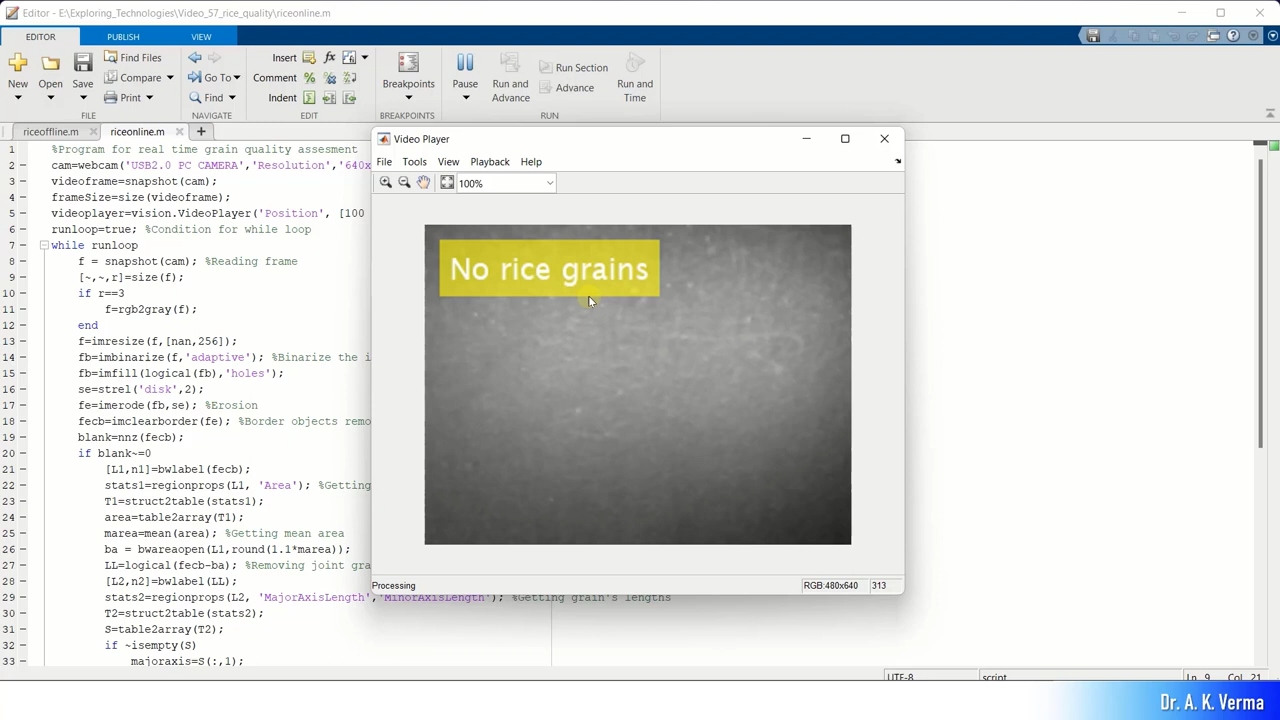 Editor - E:\Exploring_Technologies\Video_57_rice_quality\riceonline.m
EDITOR PUBLISH VIEW
New Open Save
Find Files
Compare
Print
FILE
Go To
Find
NAVIGATE
Insert
Comment
Indent
EDIT
Breakpoints
BREAKPOINTS
Pause
Run and Advance
Run Section
Advance
Run and Time
RUN
riceoffline.m riceonline.m
1 %Program for real time grain quality assesment
2 cam=webcam('USB2.0 PC CAMERA','Resolution','640x
3 videoframe=snapshot(cam);
4 frameSize=size(videoframe);
5 videoplayer=vision.VideoPlayer('Position', [100
6 runloop=true; %Condition for while loop
7 while runloop
8 f = snapshot(cam); %Reading frame
9 [~,~,r]=size(f);
10 if r==3
11 f=rgb2gray(f);
12 end
13 f=imresize(f,[nan,256]);
14 fb=imbinarize(f,'adaptive'); %Binarize the i
15 fb=imfill(logical(fb),'holes');
16 se=strel('disk',2);
17 fe=imerode(fb,se); %Erosion
18 fecb=imclearborder(fe); %Border objects remo
19 blank=nnz(fecb);
20 if blank~=0
21 [L1,n1]=bwlabel(fecb);
22 stats1=regionprops(L1, 'Area'); %Getting
23 T1=struct2table(stats1);
24 area=table2array(T1);
25 marea=mean(area); %Getting mean area
26 ba = bwareaopen(L1,round(1.1*marea));
27 LL=logical(fecb-ba); %Removing joint gra
28 [L2,n2]=bwlabel(LL);
29 stats2=regionprops(L2, 'MajorAxisLength','MinorAxisLength'); %Getting grain's lengths
30 T2=struct2table(stats2);
31 S=table2array(T2);
32 if ~isempty(S)
33 majoraxis=S(:,1);
Video Player
File Tools View Playback Help
100%
No rice grains
Processing
RGB:480x640 313
UTF-8 script Ln 9 Col 21
Dr. A. K. Verma